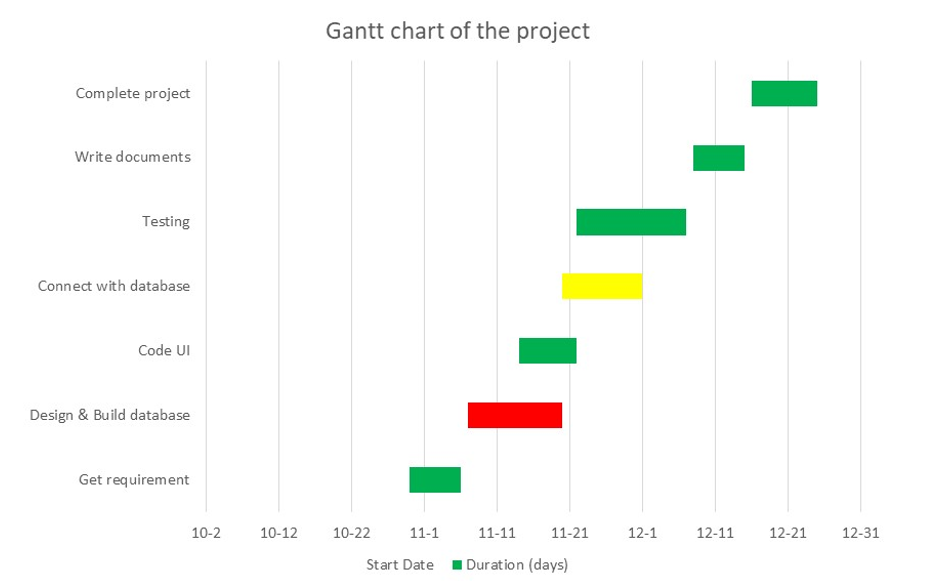 Gantt chart of the project
Complete project
Write documents
Testing
Connect with database
Code UI
Design & Build database
Get requirement
10-2 10-12 10-22 11-1 11-11 11-21 12-1 12-11 12-21 12-31
Start Date Duration (days)